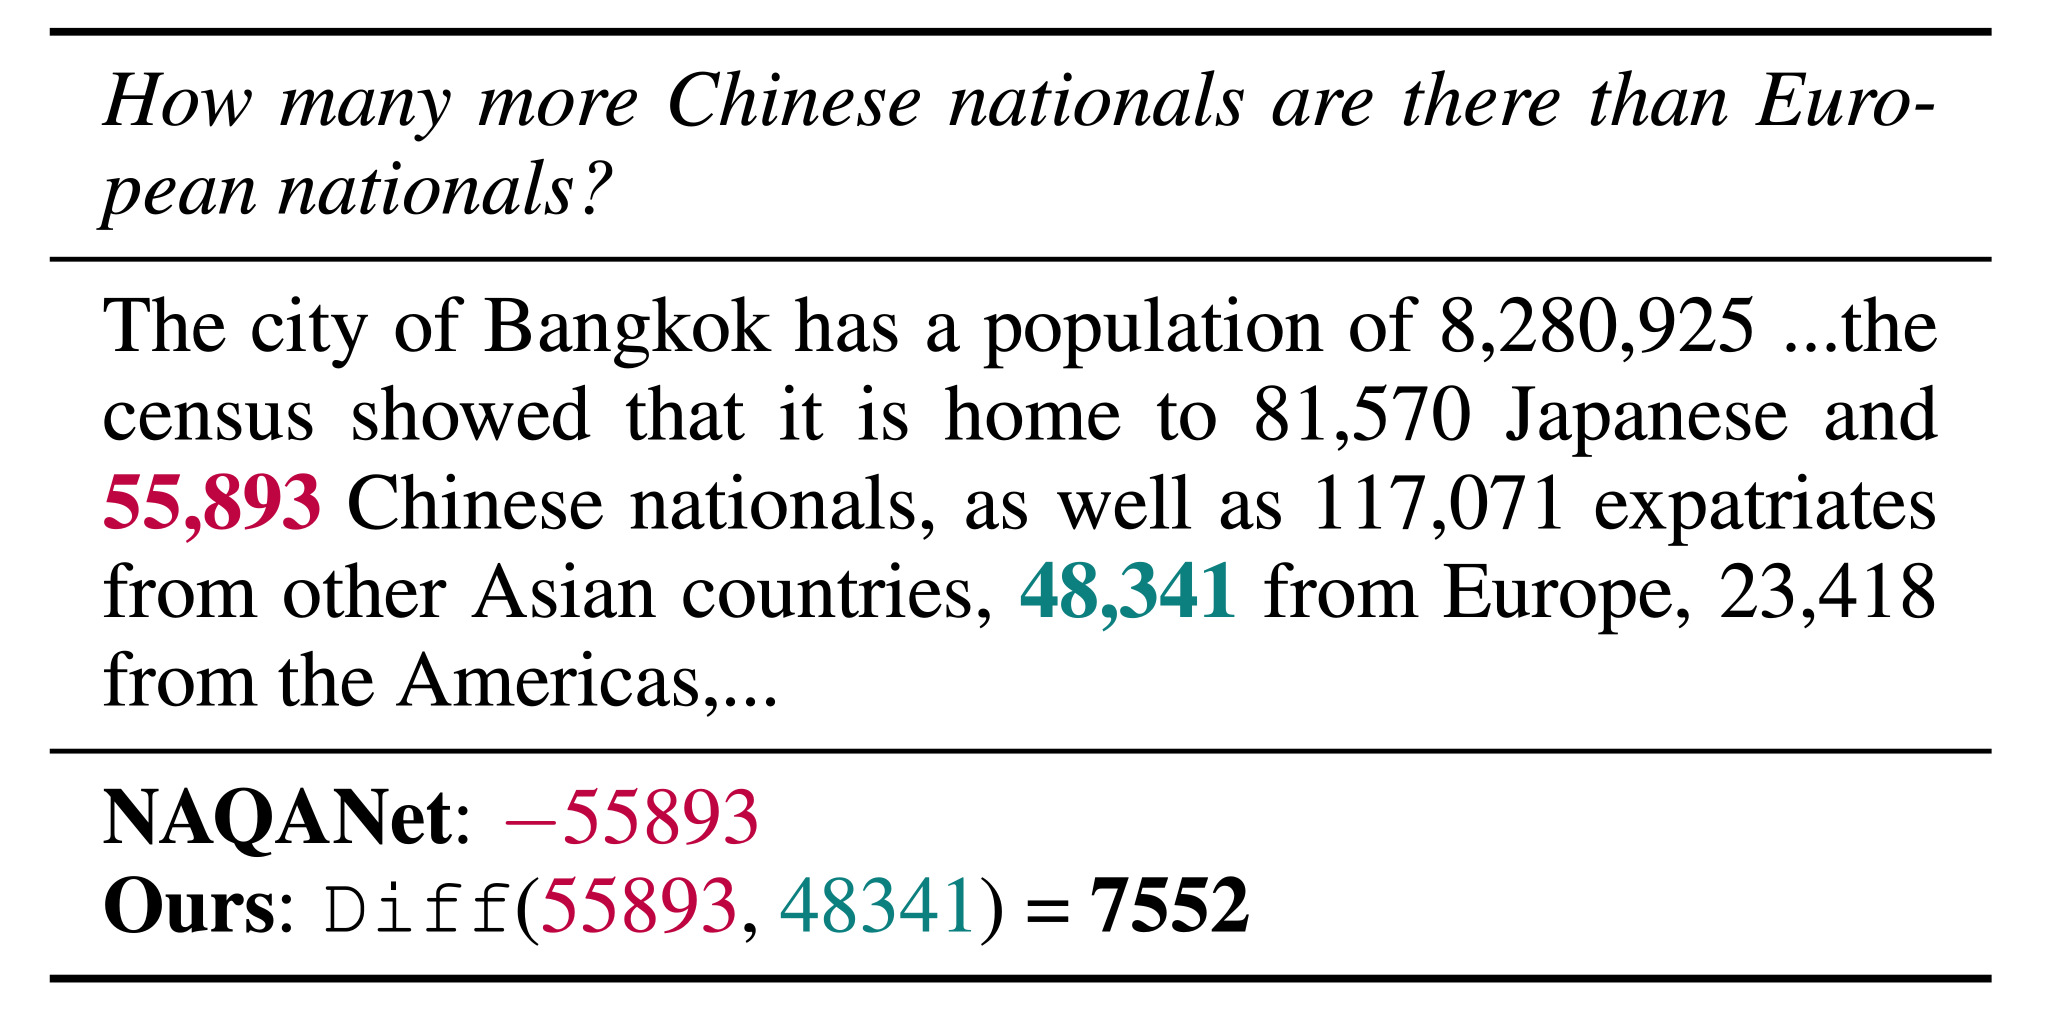 How many more Chinese nationals are there than Euro-
pean nationals?
The city of Bangkok has a population of 8,280,925 ...the
census showed that it is home to 81,570 Japanese and
55,893 Chinese nationals, as well as 117,071 expatriates
from other Asian countries, 48,341 from Europe, 23,418
from the Americas,...
NAQANet: −55893
Ours: Diff(55893, 48341) = 7552